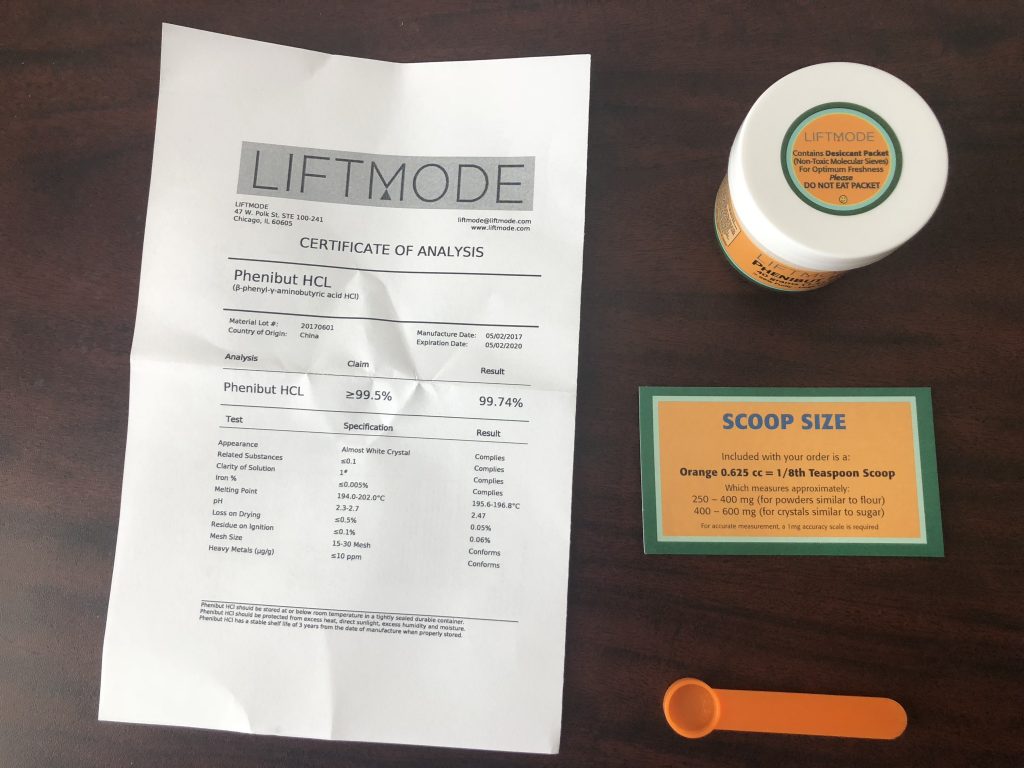 LIFTMODE
LIFTMODE
47 W. Polk St. STE 100-241
Chicago, IL 60605
liftmode@liftmode.com
www.liftmode.com
CERTIFICATE OF ANALYSIS
Phenibut HCL
(β-phenyl-γ-aminobutyric acid HCl)
Material Lot #: 20170601
Country of Origin: China
Manufacture Date: 05/02/2017
Expiration Date: 05/02/2020
Analysis Claim Result
Phenibut HCL ≥99.5% 99.74%
Test Specification Result
Appearance Almost White Crystal Complies
Related Substances ≤0.1 Complies
Clarity of Solution 1# Complies
Iron % ≤0.005% Complies
Melting Point 194.0-202.0°C 195.6-196.8°C
pH 2.3-2.7 2.47
Loss on Drying ≤0.5% 0.05%
Residue on Ignition ≤0.1% 0.06%
Mesh Size 15-30 Mesh Conforms
Heavy Metals (μg/g) ≤10 ppm Conforms
Phenibut HCl should be stored at or below room temperature in a tightly sealed durable container.
Phenibut HCl should be protected from excess heat, direct sunlight, excess humidity and moisture.
Phenibut HCl has a stable shelf life of 3 years from the date of manufacture when properly stored.
LIFTMODE
Contains Desiccant Packet
(Non-Toxic Molecular Sieves)
For Optimum Freshness
Please
DO NOT EAT PACKET
LIFTMODE
PHENIBUT
SCOOP SIZE
Included with your order is a:
Orange 0.625 cc = 1/8th Teaspoon Scoop
Which measures approximately:
250 – 400 mg (for powders similar to flour)
400 – 600 mg (for crystals similar to sugar)
For accurate measurement, a 1mg accuracy scale is required